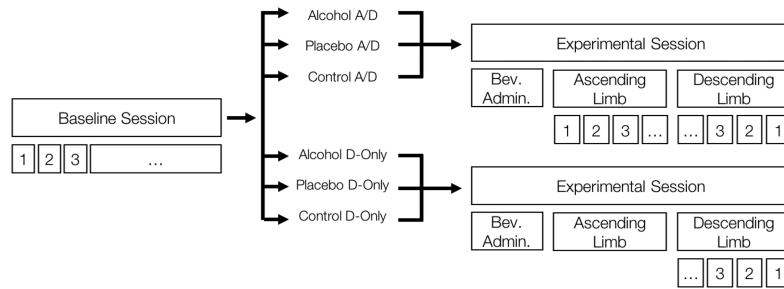 Alcohol A/D
Placebo A/D
Control A/D
Experimental Session
Bev.
Admin.
Ascending
Limb
Descending
Limb
1 2 3 ... ... 3 2 1
Baseline Session
1 2 3 ...
Alcohol D-Only
Placebo D-Only
Control D-Only
Experimental Session
Bev.
Admin.
Ascending
Limb
Descending
Limb
... 3 2 1